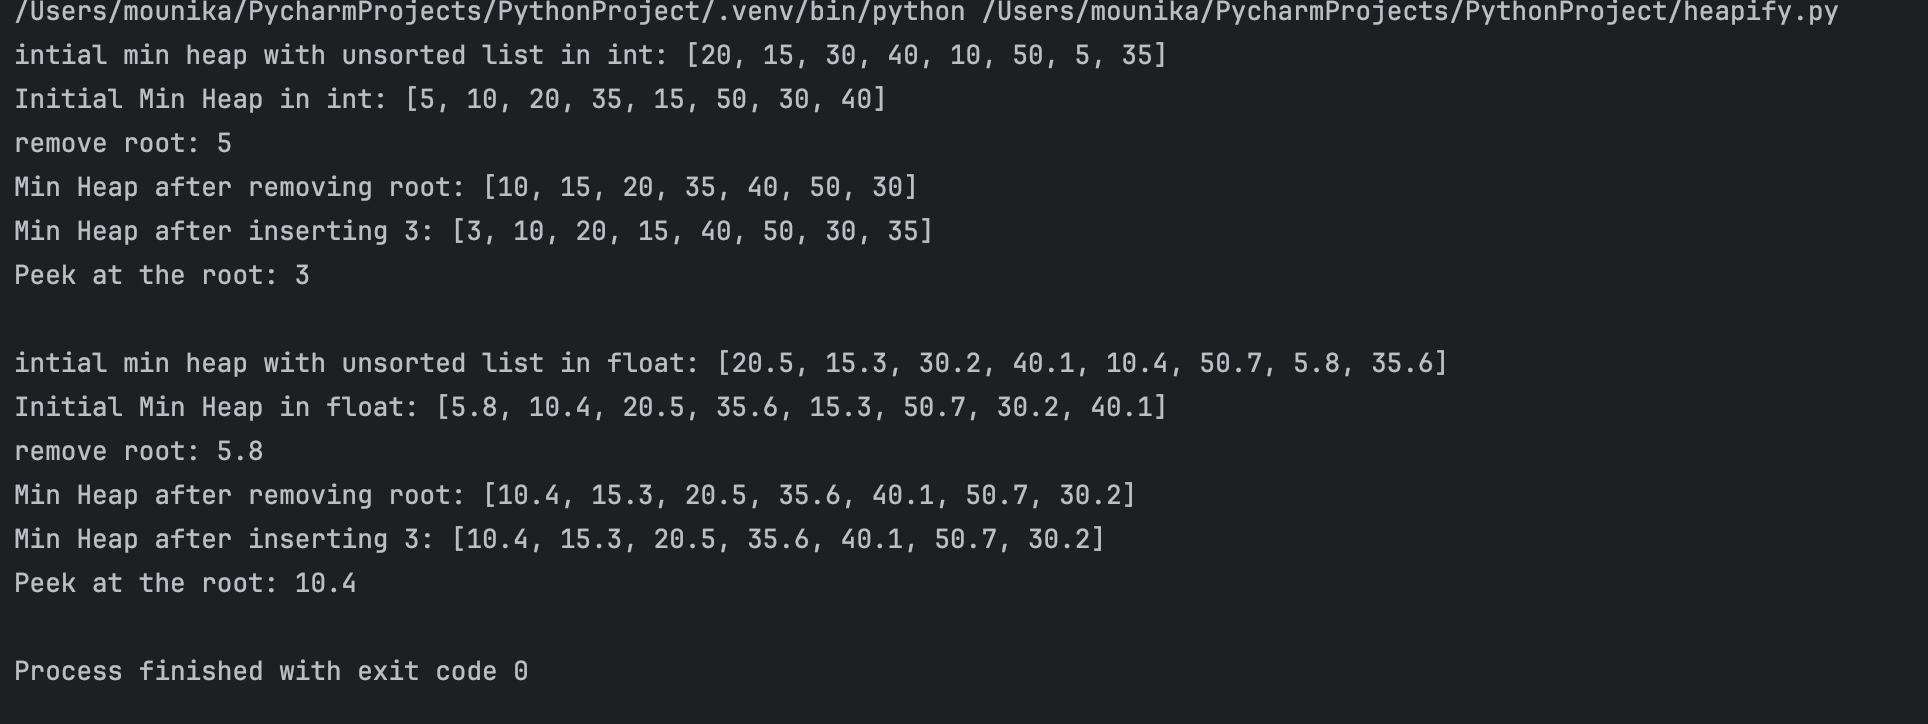 /Users/mounika/PycharmProjects/PythonProject/.venv/bin/python /Users/mounika/PycharmProjects/PythonProject/heapify.py
intial min heap with unsorted list in int: [20, 15, 30, 40, 10, 50, 5, 35]
Initial Min Heap in int: [5, 10, 20, 35, 15, 50, 30, 40]
remove root: 5
Min Heap after removing root: [10, 15, 20, 35, 40, 50, 30]
Min Heap after inserting 3: [3, 10, 20, 15, 40, 50, 30, 35]
Peek at the root: 3
intial min heap with unsorted list in float: [20.5, 15.3, 30.2, 40.1, 10.4, 50.7, 5.8, 35.6]
Initial Min Heap in float: [5.8, 10.4, 20.5, 35.6, 15.3, 50.7, 30.2, 40.1]
remove root: 5.8
Min Heap after removing root: [10.4, 15.3, 20.5, 35.6, 40.1, 50.7, 30.2]
Min Heap after inserting 3: [10.4, 15.3, 20.5, 35.6, 40.1, 50.7, 30.2]
Peek at the root: 10.4
Process finished with exit code 0